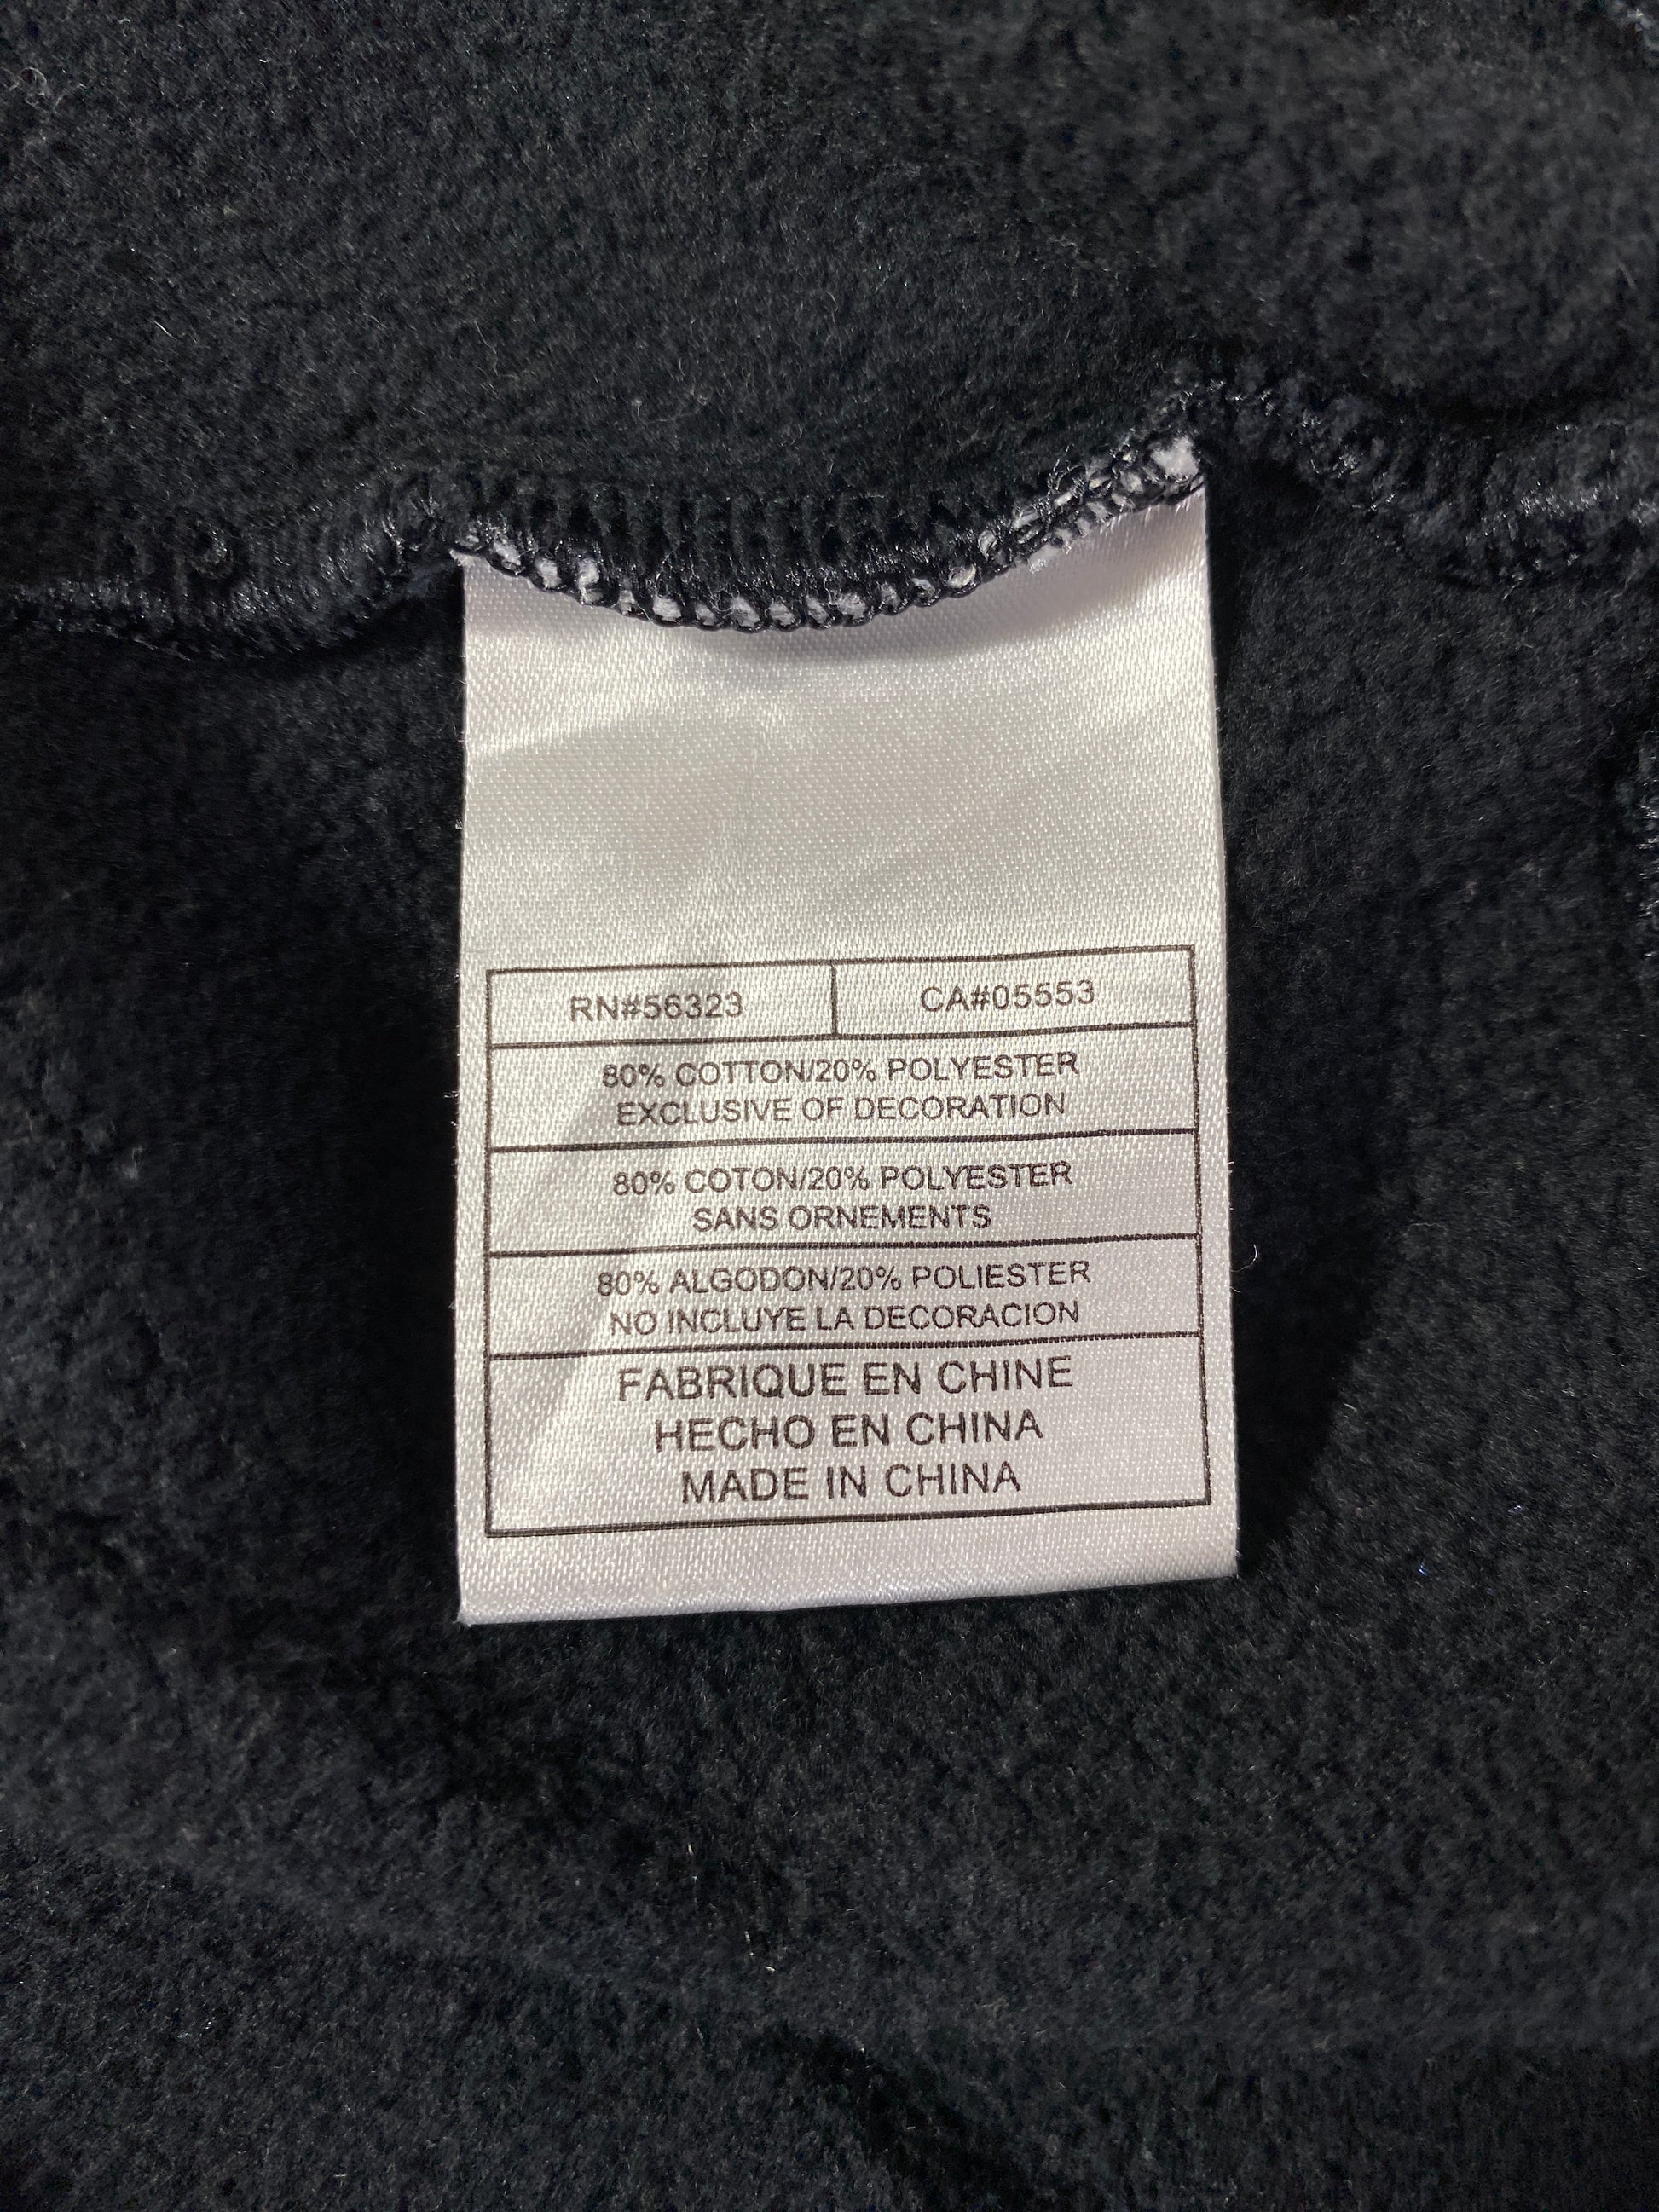 RN#56323 CA#05553
80% COTTON/20% POLYESTER
EXCLUSIVE OF DECORATION
80% COTON/20% POLYESTER
SANS ORNEMENTS
80% ALGODON/20% POLIESTER
NO INCLUYE LA DECORACION
FABRIQUE EN CHINE
HECHO EN CHINA
MADE IN CHINA